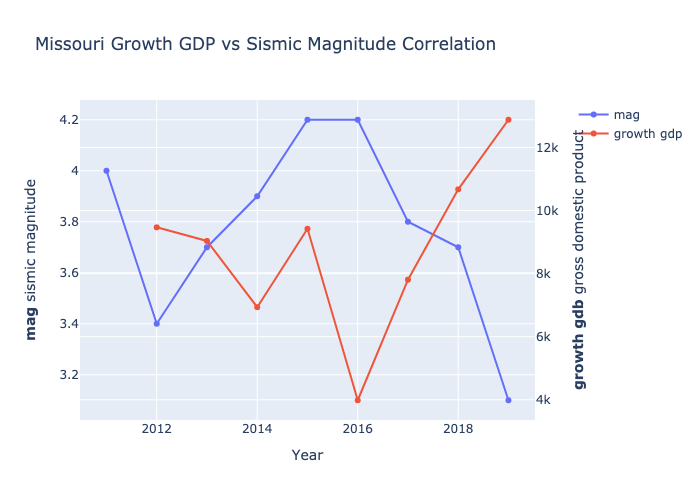 Missouri Growth GDP vs Sismic Magnitude Correlation
mag
growth gdp
4.2
4
3.8
3.6
3.4
3.2
12k
10k
8k
6k
4k
mag sismic magnitude
growth gdb gross domestic product
2012
2014
2016
2018
Year